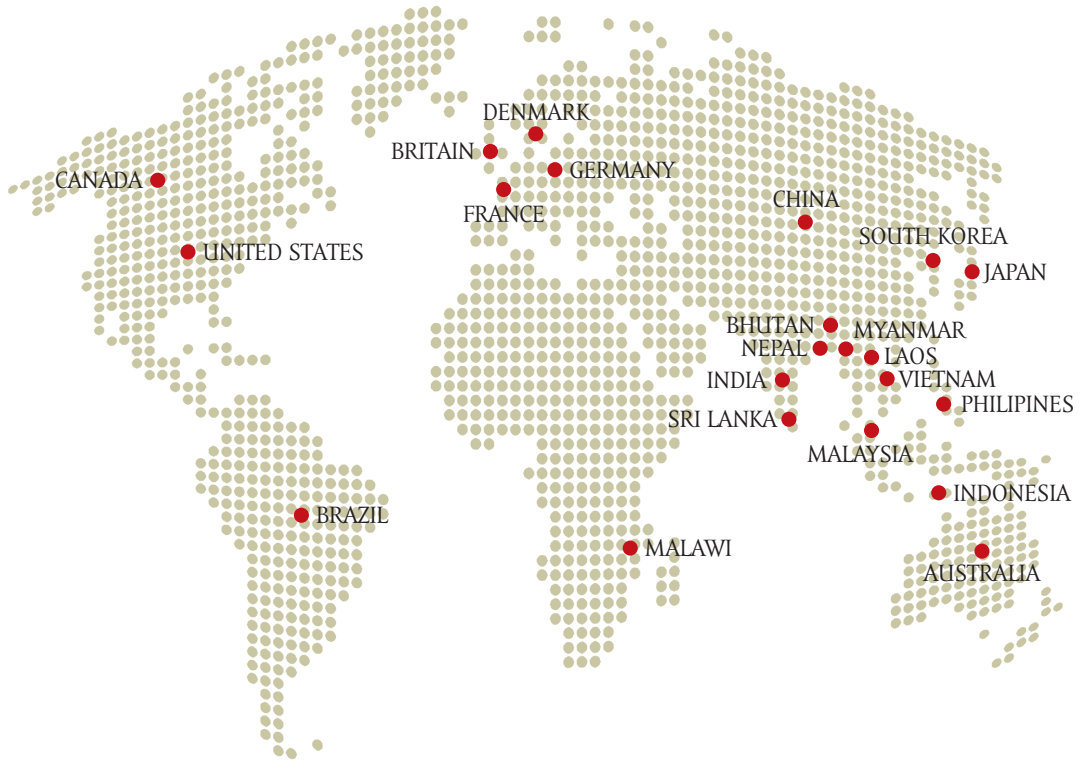 DENMARK
BRITAIN
GERMANY
CANADA
CHINA
FRANCE
SOUTH KOREA
UNITED STATES
JAPAN
BHUTAN
MYANMAR
NEPAL
LAOS
INDIA
VIETNAM
PHILIPINES
SRI LANKA
MALAYSIA
INDONESIA
BRAZIL
MALAWI
AUSTRALIA